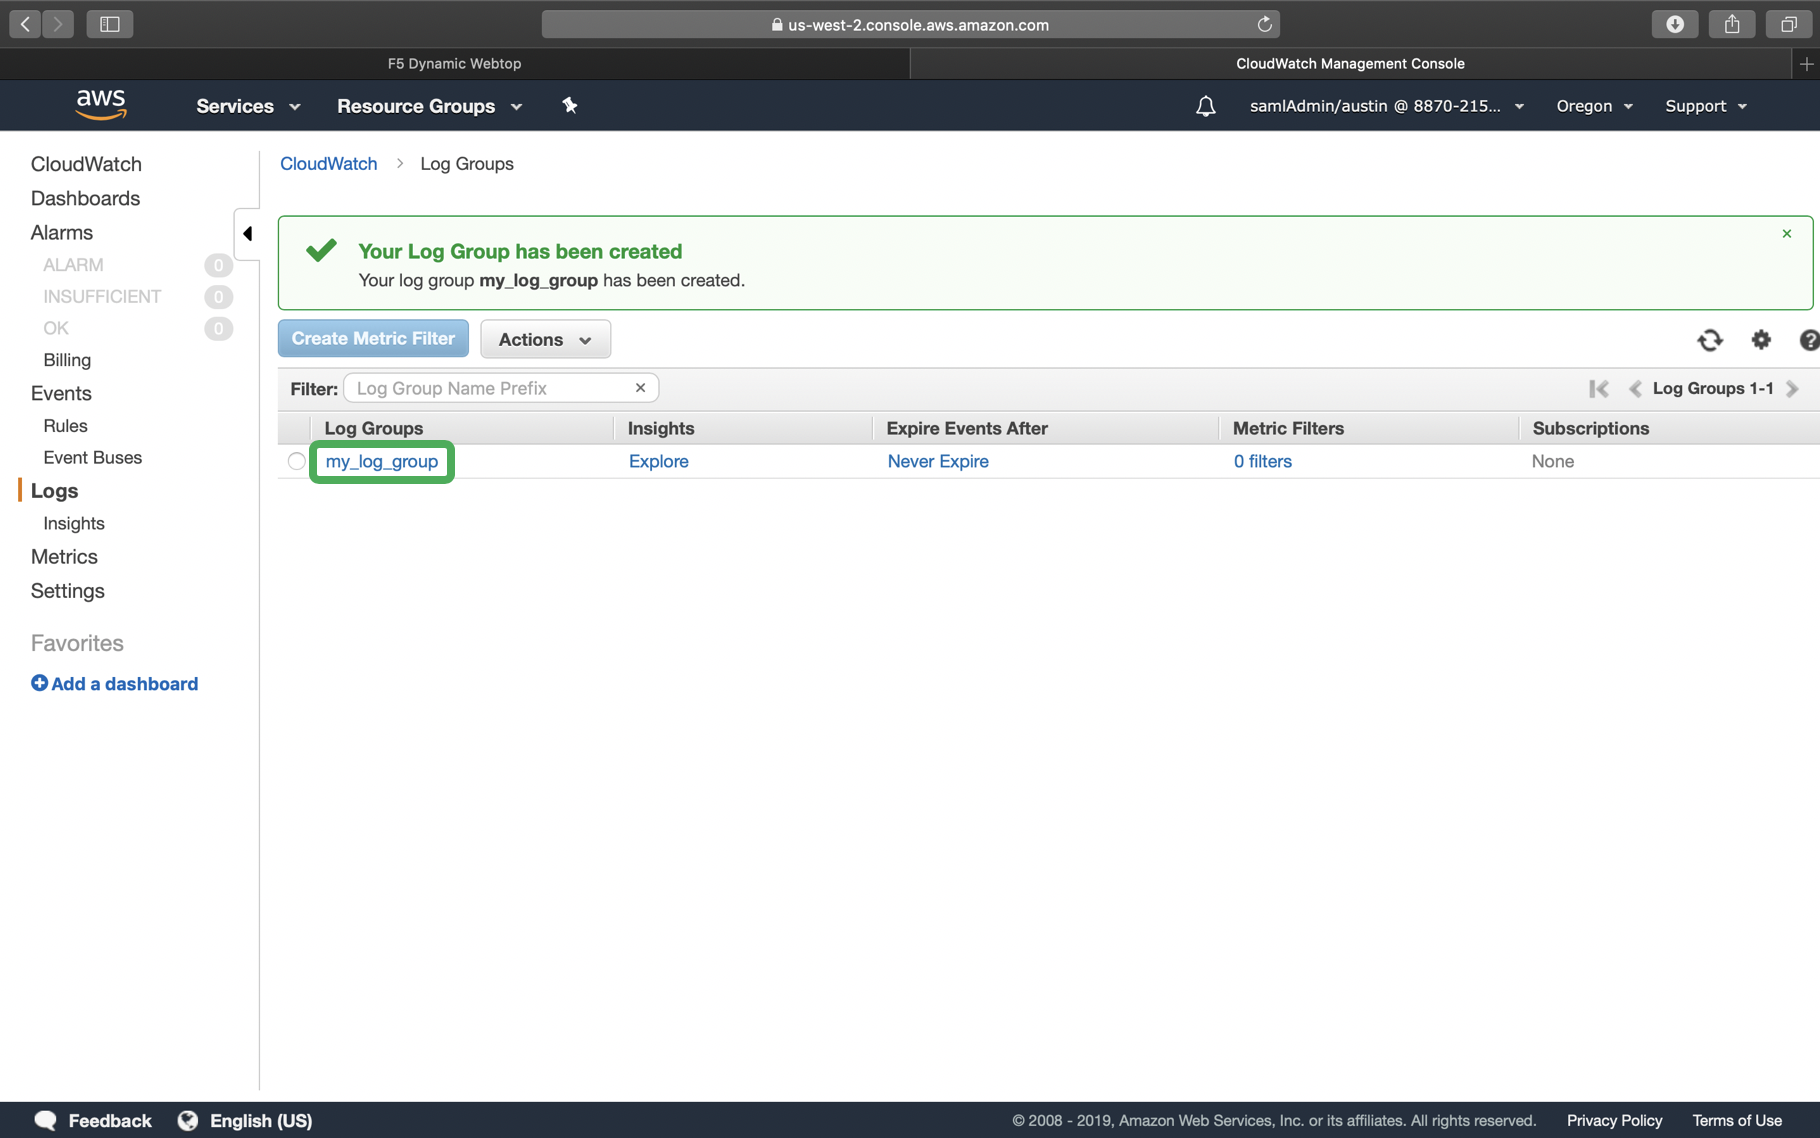 us-west-2.console.aws.amazon.com
F5 Dynamic Webtop
CloudWatch Management Console
aws
Services
Resource Groups
samlAdmin/austin @ 8870-215...
Oregon
Support
CloudWatch
Dashboards
Alarms
ALARM 0
INSUFFICIENT 0
OK 0
Billing
Events
Rules
Event Buses
Logs
Insights
Metrics
Settings
Favorites
Add a dashboard
CloudWatch > Log Groups
Your Log Group has been created
Your log group my_log_group has been created.
Create Metric Filter
Actions
Filter: Log Group Name Prefix
Log Groups 1-1
Log Groups Insights Expire Events After Metric Filters Subscriptions
my_log_group Explore Never Expire 0 filters None
Feedback
English (US)
© 2008 - 2019, Amazon Web Services, Inc. or its affiliates. All rights reserved.
Privacy Policy
Terms of Use